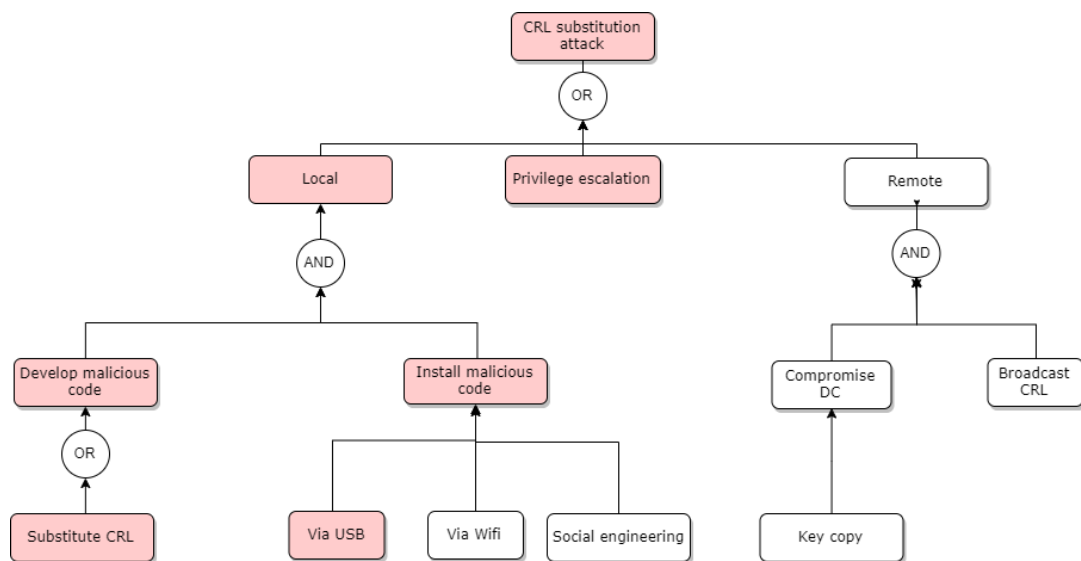 CRL substitution
attack
OR
Local
Privilege escalation
Remote
AND
AND
Develop malicious
code
Install malicious
code
Compromise
DC
Broadcast
CRL
OR
Substitute CRL
Via USB
Via Wifi
Social engineering
Key copy